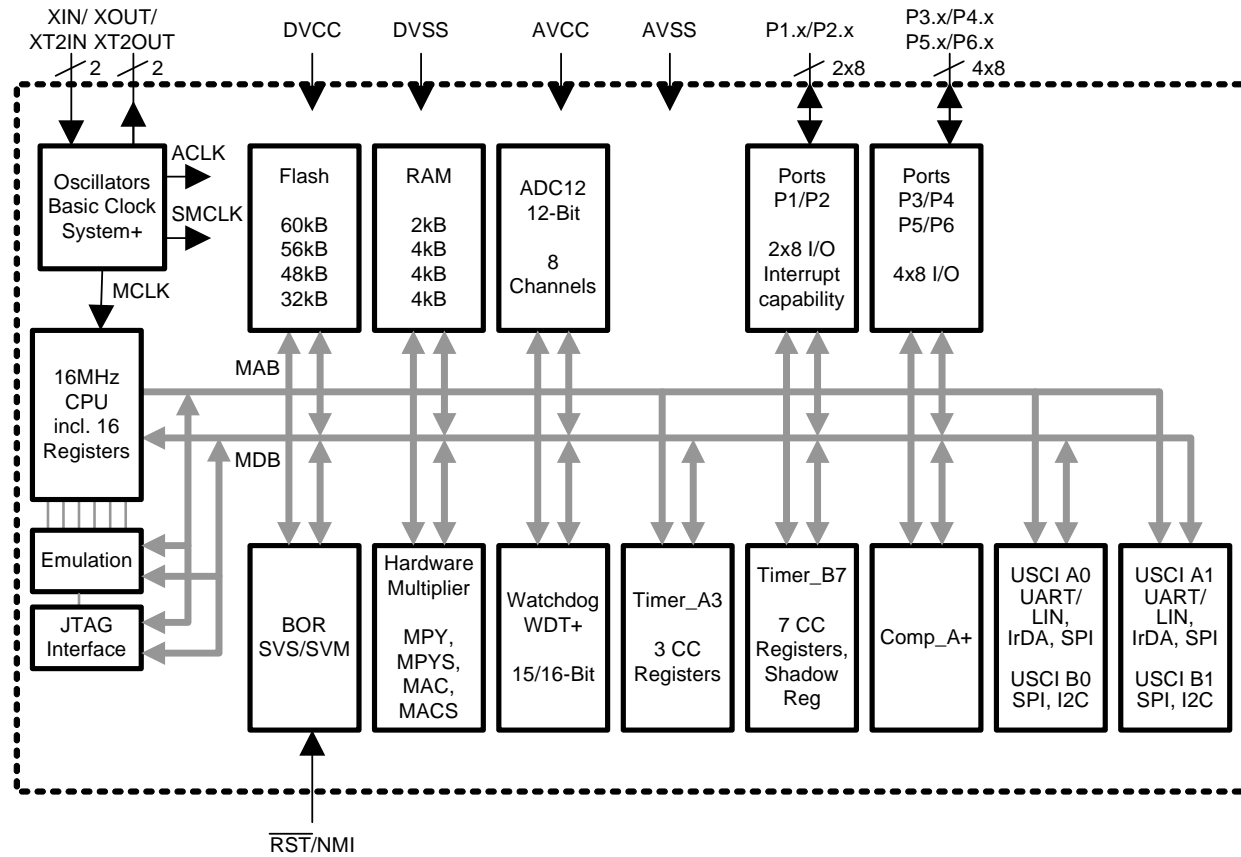 XIN/ XOUT/
XT2IN XT2OUT
2
2
DVCC
DVSS
AVCC
AVSS
P1.x/P2.x
2x8
P3.x/P4.x
P5.x/P6.x
4x8
Oscillators
Basic Clock
System+
ACLK
SMCLK
MCLK
Flash
60kB
56kB
48kB
32kB
RAM
2kB
4kB
4kB
4kB
ADC12
12-Bit
8
Channels
Ports
P1/P2
2x8 I/O
Interrupt
capability
Ports
P3/P4
P5/P6
4x8 I/O
16MHz
CPU
incl. 16
Registers
MAB
MDB
Emulation
JTAG
Interface
BOR
SVS/SVM
Hardware
Multiplier
MPY,
MPYS,
MAC,
MACS
Watchdog
WDT+
15/16-Bit
Timer_A3
3 CC
Registers
Timer_B7
7 CC
Registers,
Shadow
Reg
Comp_A+
USCI A0
UART/
LIN,
IrDA, SPI
USCI B0
SPI, I2C
USCI A1
UART/
LIN,
IrDA, SPI
USCI B1
SPI, I2C
RST/NMI